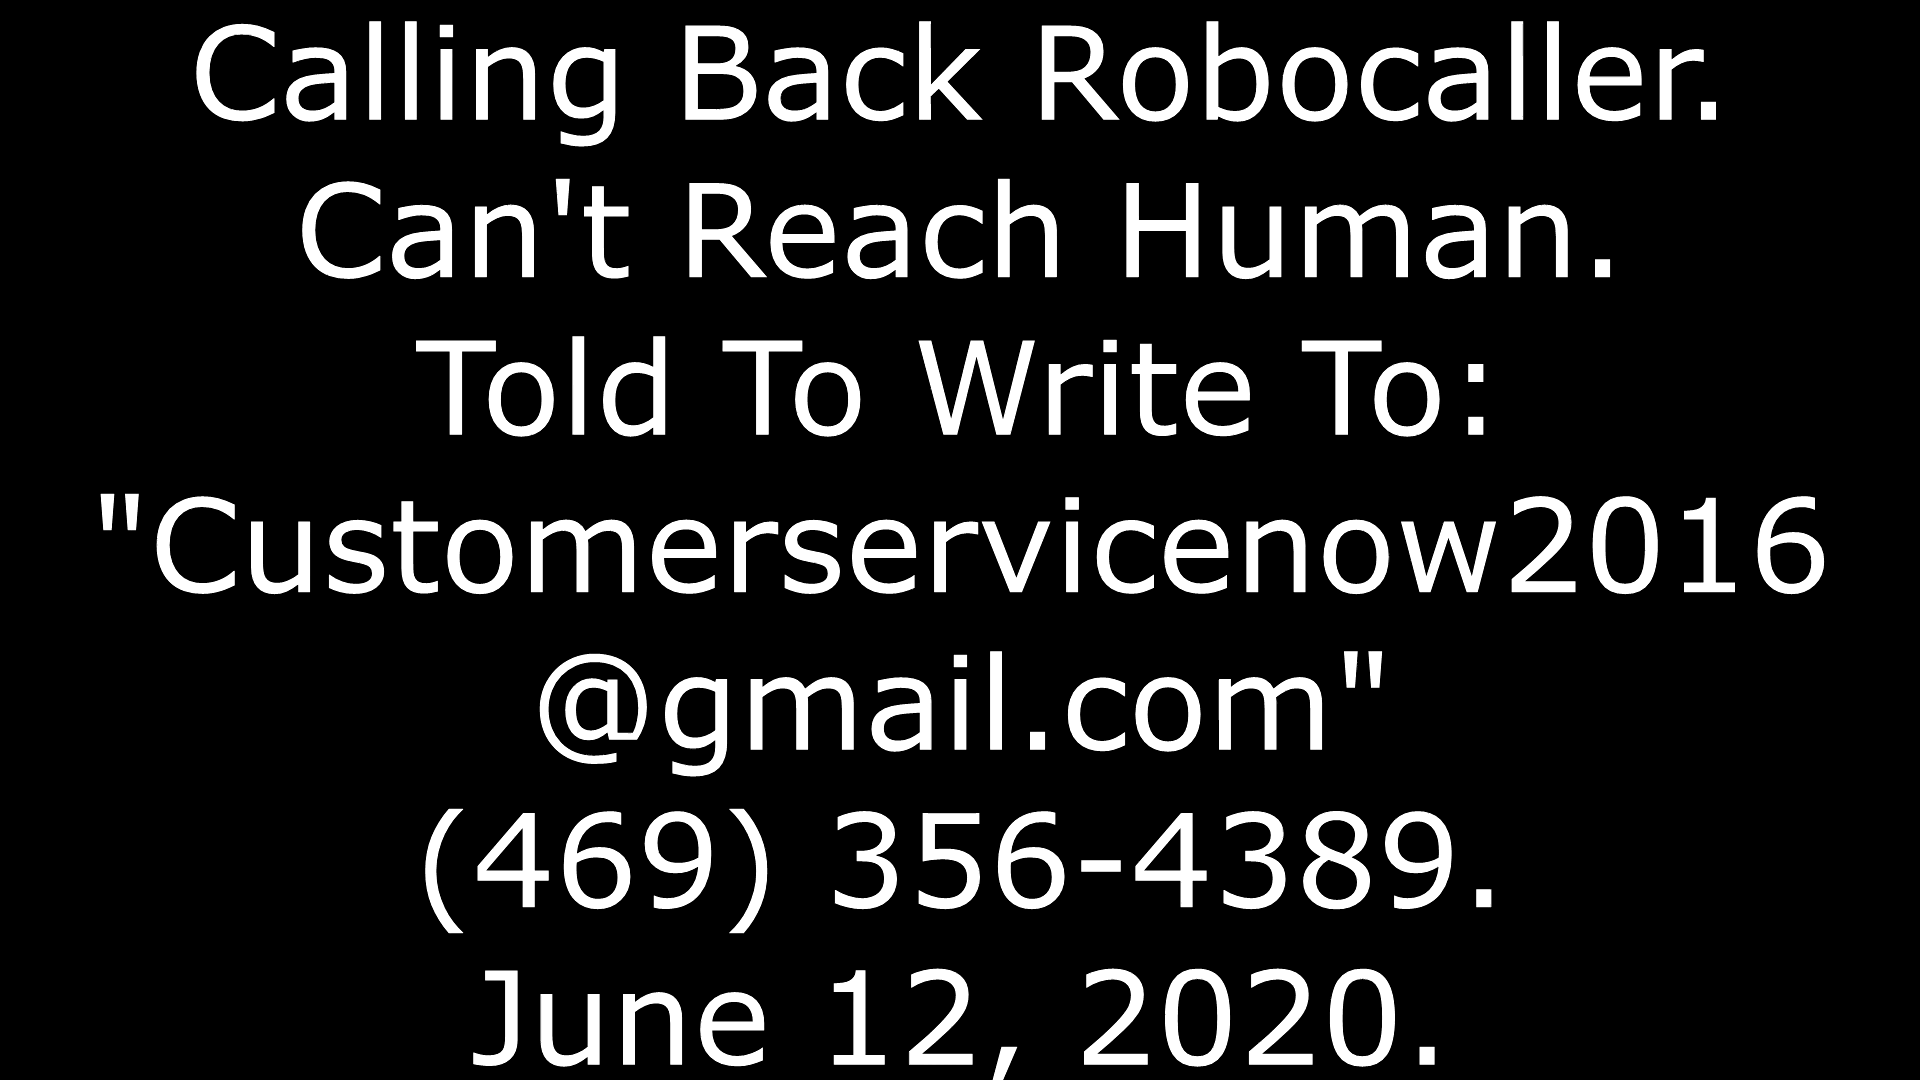 Calling Back Robocaller.
Can't Reach Human.
Told To Write To:
"Customerservicenow2016
@gmail.com"
(469) 356-4389.
June 12, 2020.